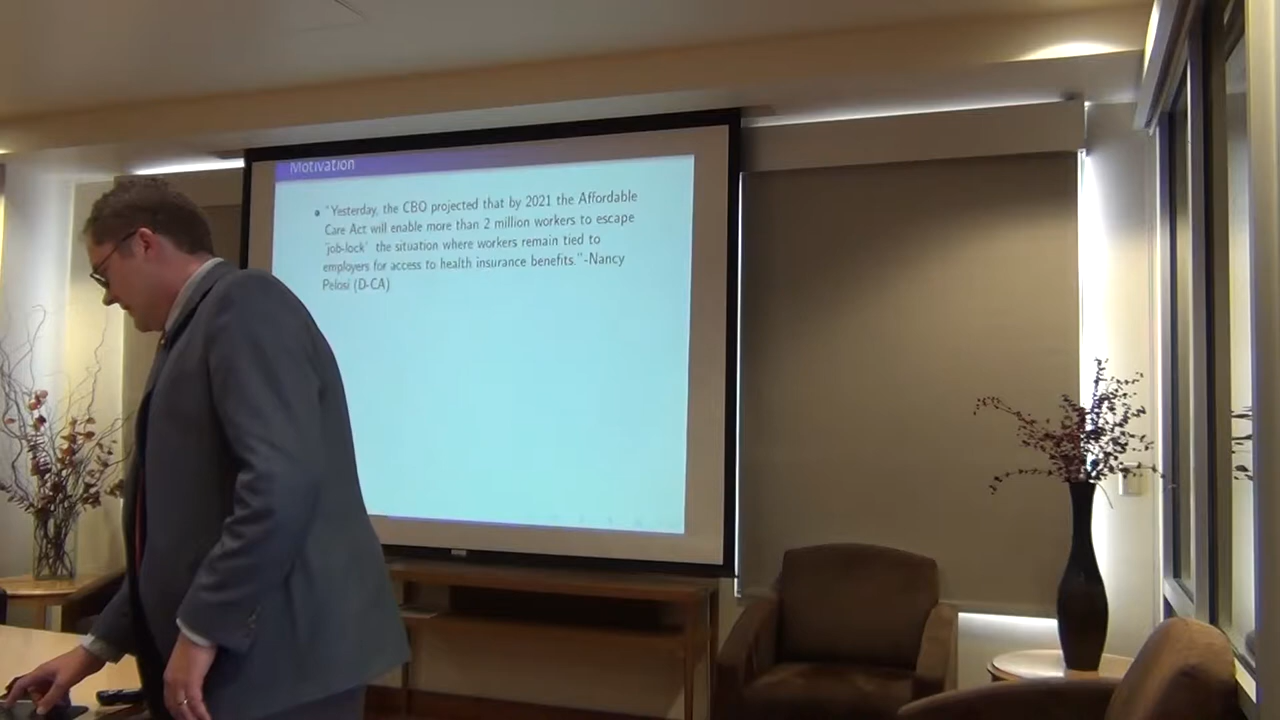 Motivation
• "Yesterday, the CBO projected that by 2021 the Affordable
Care Act will enable more than 2 million workers to escape
'job-lock' the situation where workers remain tied to
employers for access to health insurance benefits."-Nancy
Pelosi (D-CA)